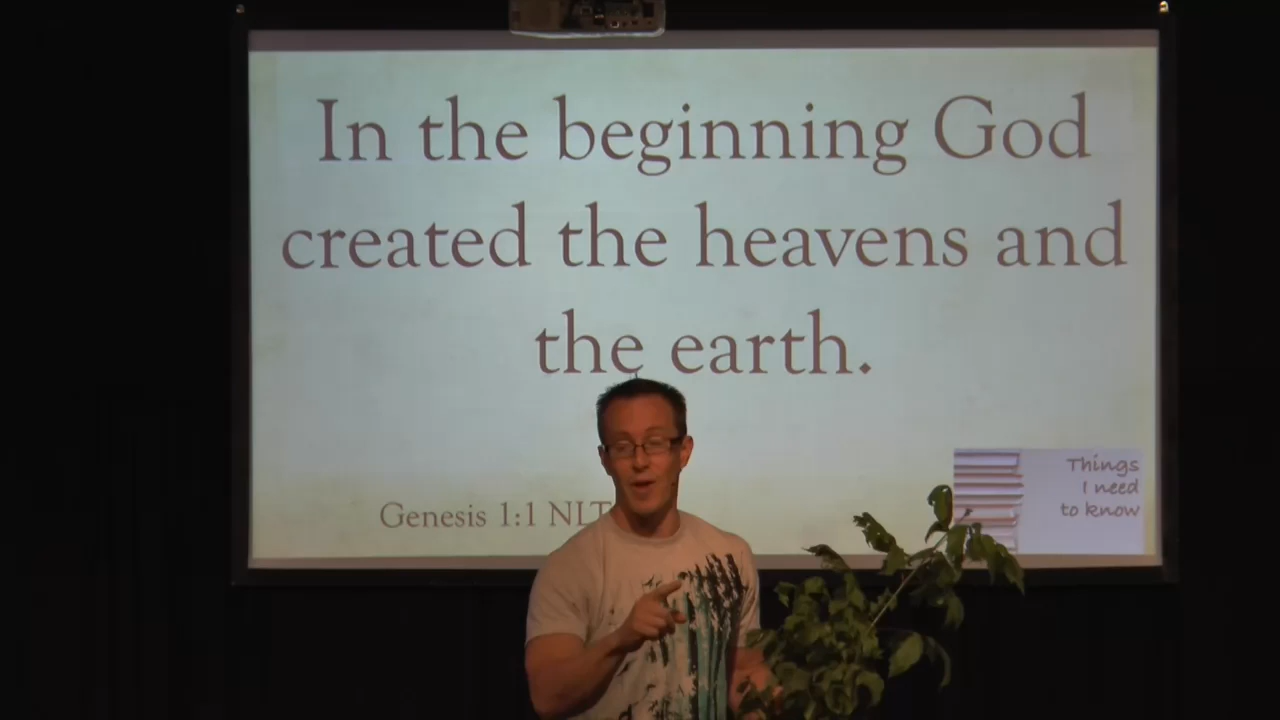 In the beginning God
created the heavens and
the earth.
Genesis 1:1 NLT
Things
I need
to know